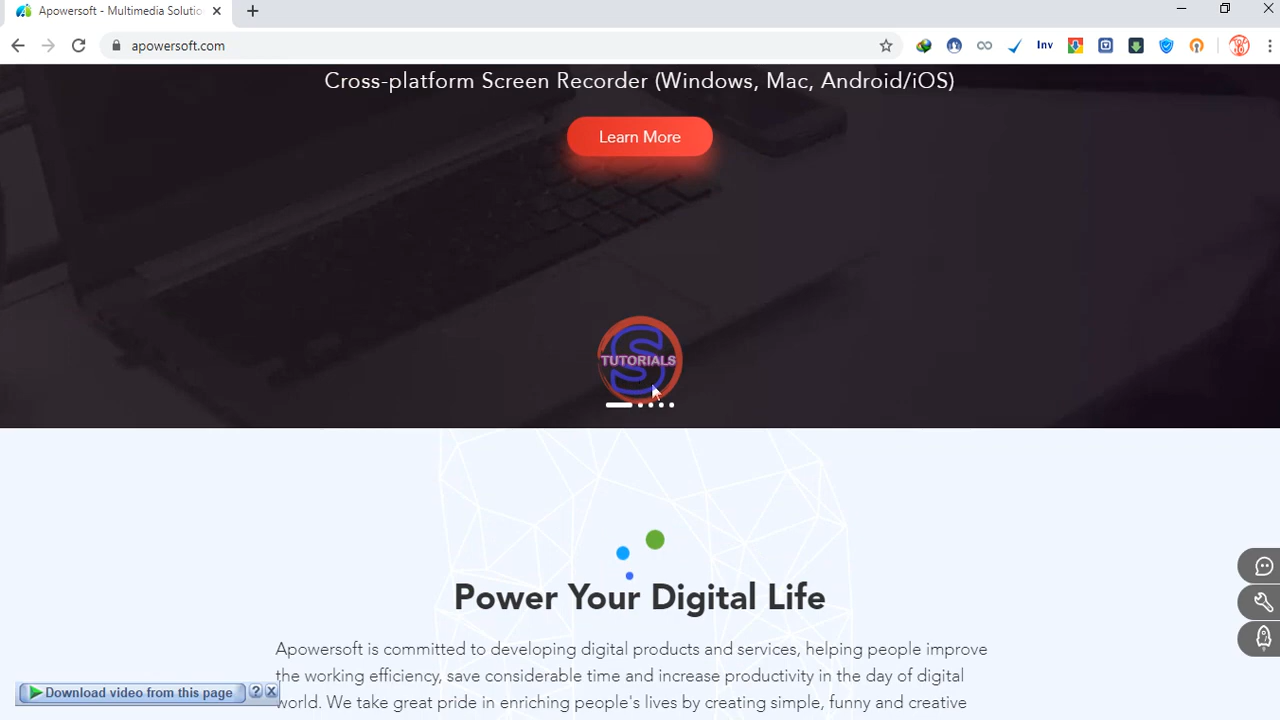 Apowersoft - Multimedia Solutio
apowersoft.com
Inv
Cross-platform Screen Recorder (Windows, Mac, Android/iOS)
Learn More
S
TUTORIALS
Power Your Digital Life
Apowersoft is committed to developing digital products and services, helping people improve
the working efficiency, save considerable time and increase productivity in the day of digital
world. We take great pride in enriching people's lives by creating simple, funny and creative
Download video from this page ? X